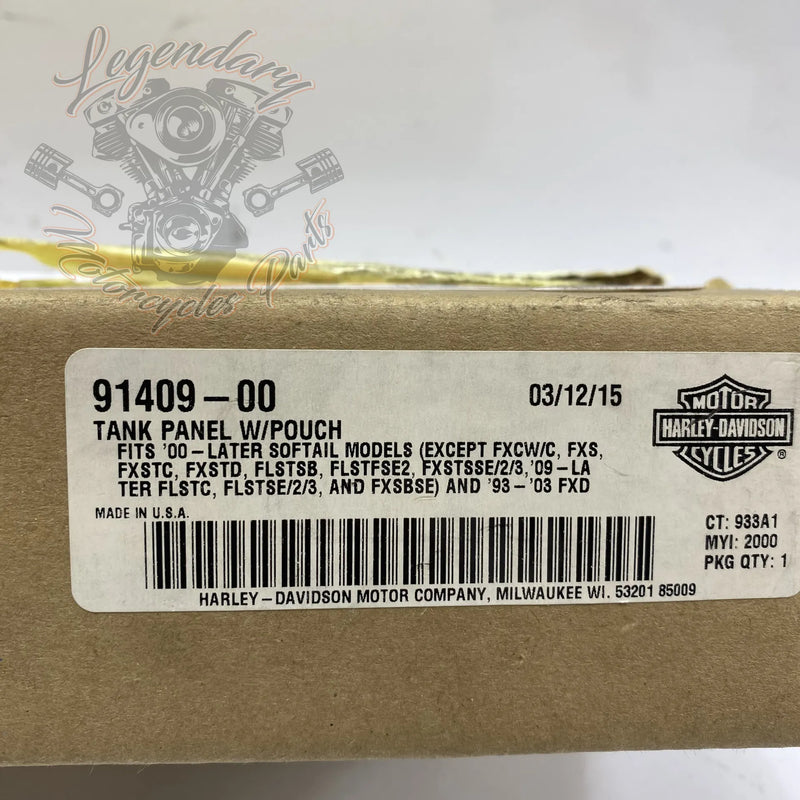 Legendary
Motorcycles Parts
91409-00
03/12/15
TANK PANEL W/POUCH
FITS '00-LATER SOFTAIL MODELS (EXCEPT FXCW/C, FXS,
FXSTC, FXSTD, FLSTSB, FLSTFSE2, FXSTSSE/2/3,'09-LA
TER FLSTC, FLSTSE/2/3, AND FXSBSE) AND '93-'03 FXD
MADE IN U.S.A.
HARLEY-DAVIDSON MOTOR COMPANY, MILWAUKEE WI. 53201 85009
MOTOR
HARLEY-DAVIDSON
CYCLES
®
CT: 933A1
MYI: 2000
PKG QTY: 1